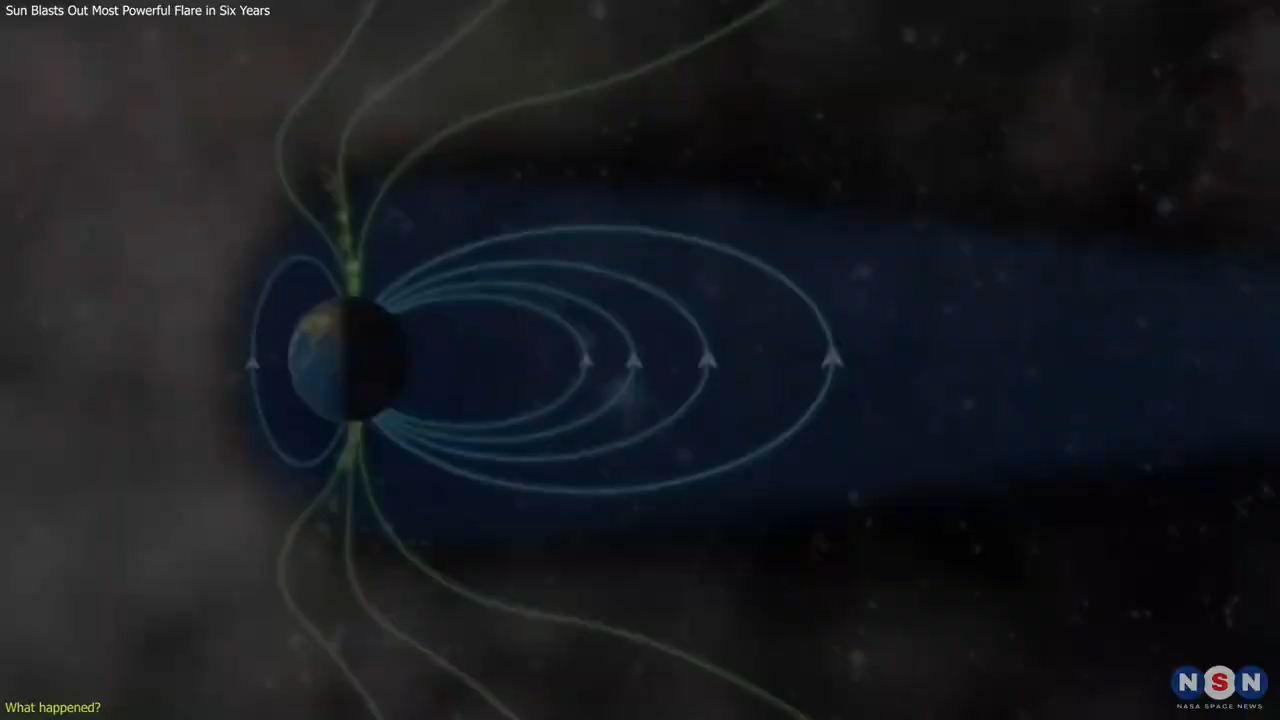 Sun Blasts Out Most Powerful Flare in Six Years
NSN
NASA SPACE NEWS
What happened?